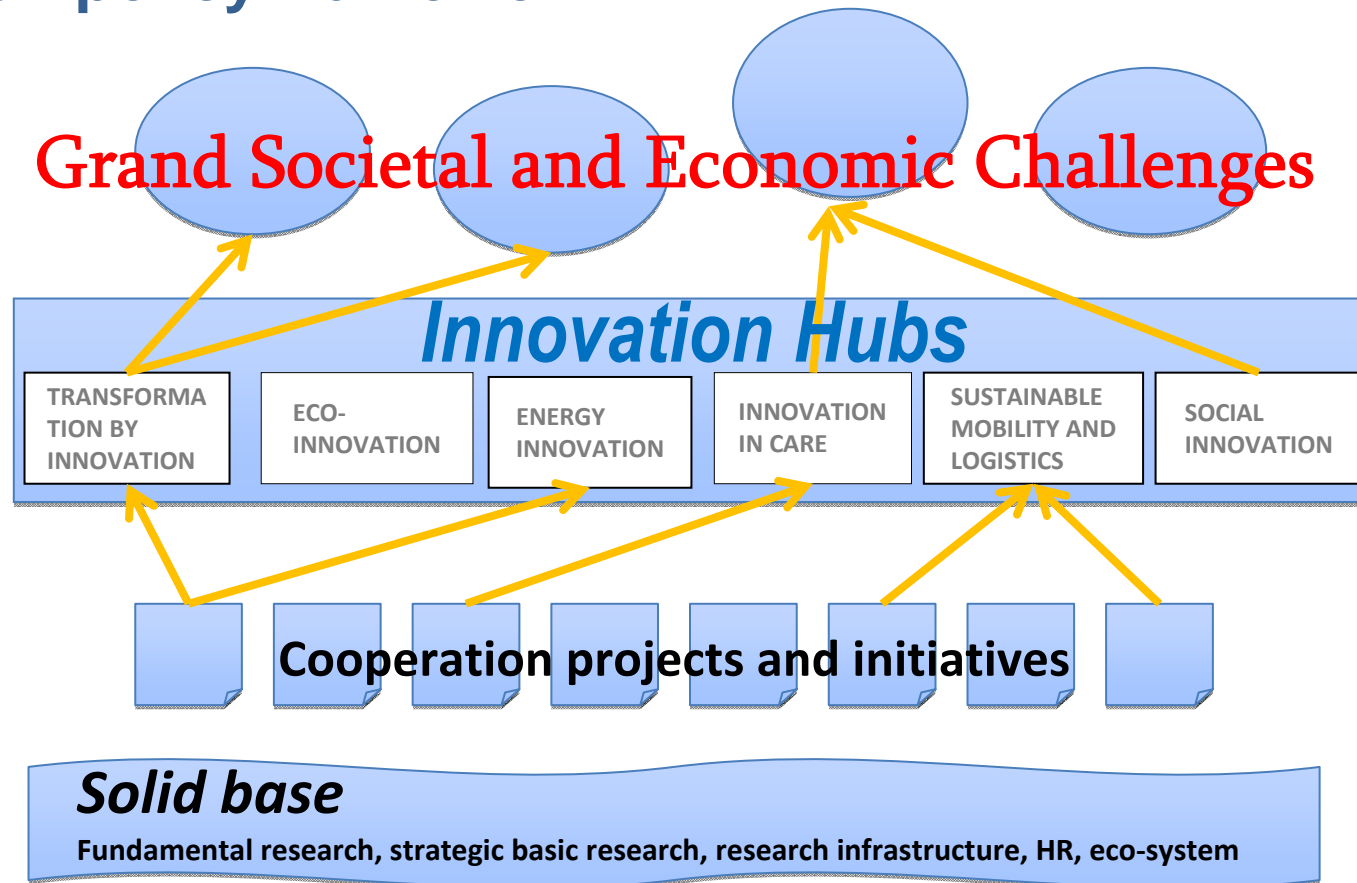 Grand Societal and Economic Challenges
Innovation Hubs
TRANSFORMA
TION BY
INNOVATION
ECO-
INNOVATION
ENERGY
INNOVATION
INNOVATION
IN CARE
SUSTAINABLE
MOBILITY AND
LOGISTICS
SOCIAL
INNOVATION
Cooperation projects and initiatives
Solid base
Fundamental research, strategic basic research, research infrastructure, HR, eco-system